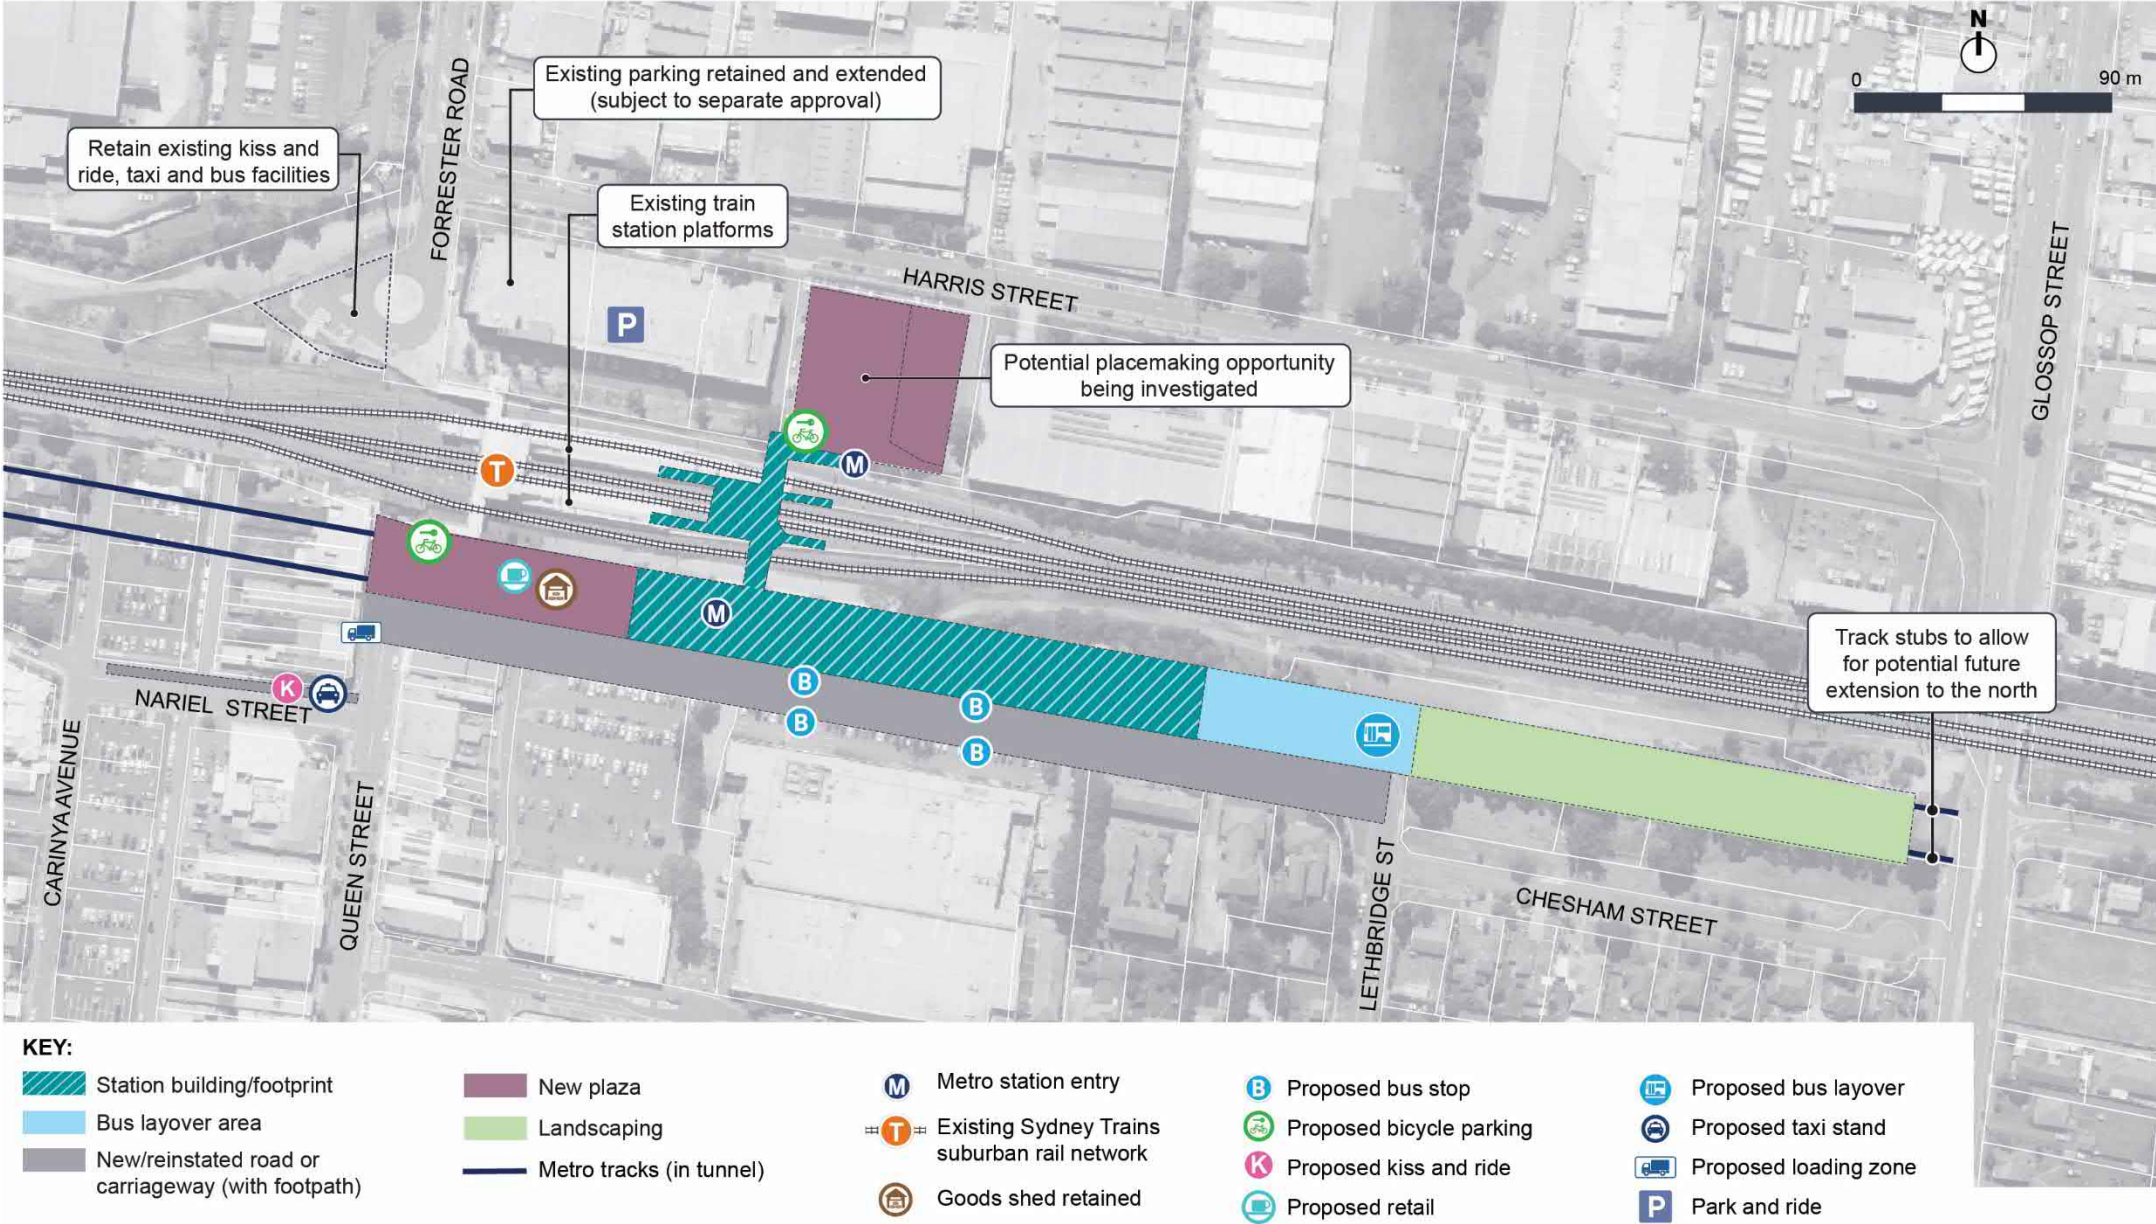 N
0
90 m
FORRESTER ROAD
Existing parking retained and extended
(subject to separate approval)
Retain existing kiss and
ride, taxi and bus facilities
Existing train
station platforms
HARRIS STREET
GLOSSOP STREET
P
Potential placemaking opportunity
being investigated
M
T
M
Track stubs to allow
for potential future
extension to the north
K
NARIEL STREET
B
B
B
B
CARINYA AVENUE
QUEEN STREET
LETHBRIDGE ST
CHESHAM STREET
KEY:
Station building/footprint
Bus layover area
New/reinstated road or
carriageway (with footpath)
New plaza
Landscaping
Metro tracks (in tunnel)
M
Metro station entry
T
Existing Sydney Trains
suburban rail network
Goods shed retained
B
Proposed bus stop
Proposed bicycle parking
K
Proposed kiss and ride
Proposed retail
Proposed bus layover
Proposed taxi stand
Proposed loading zone
P
Park and ride